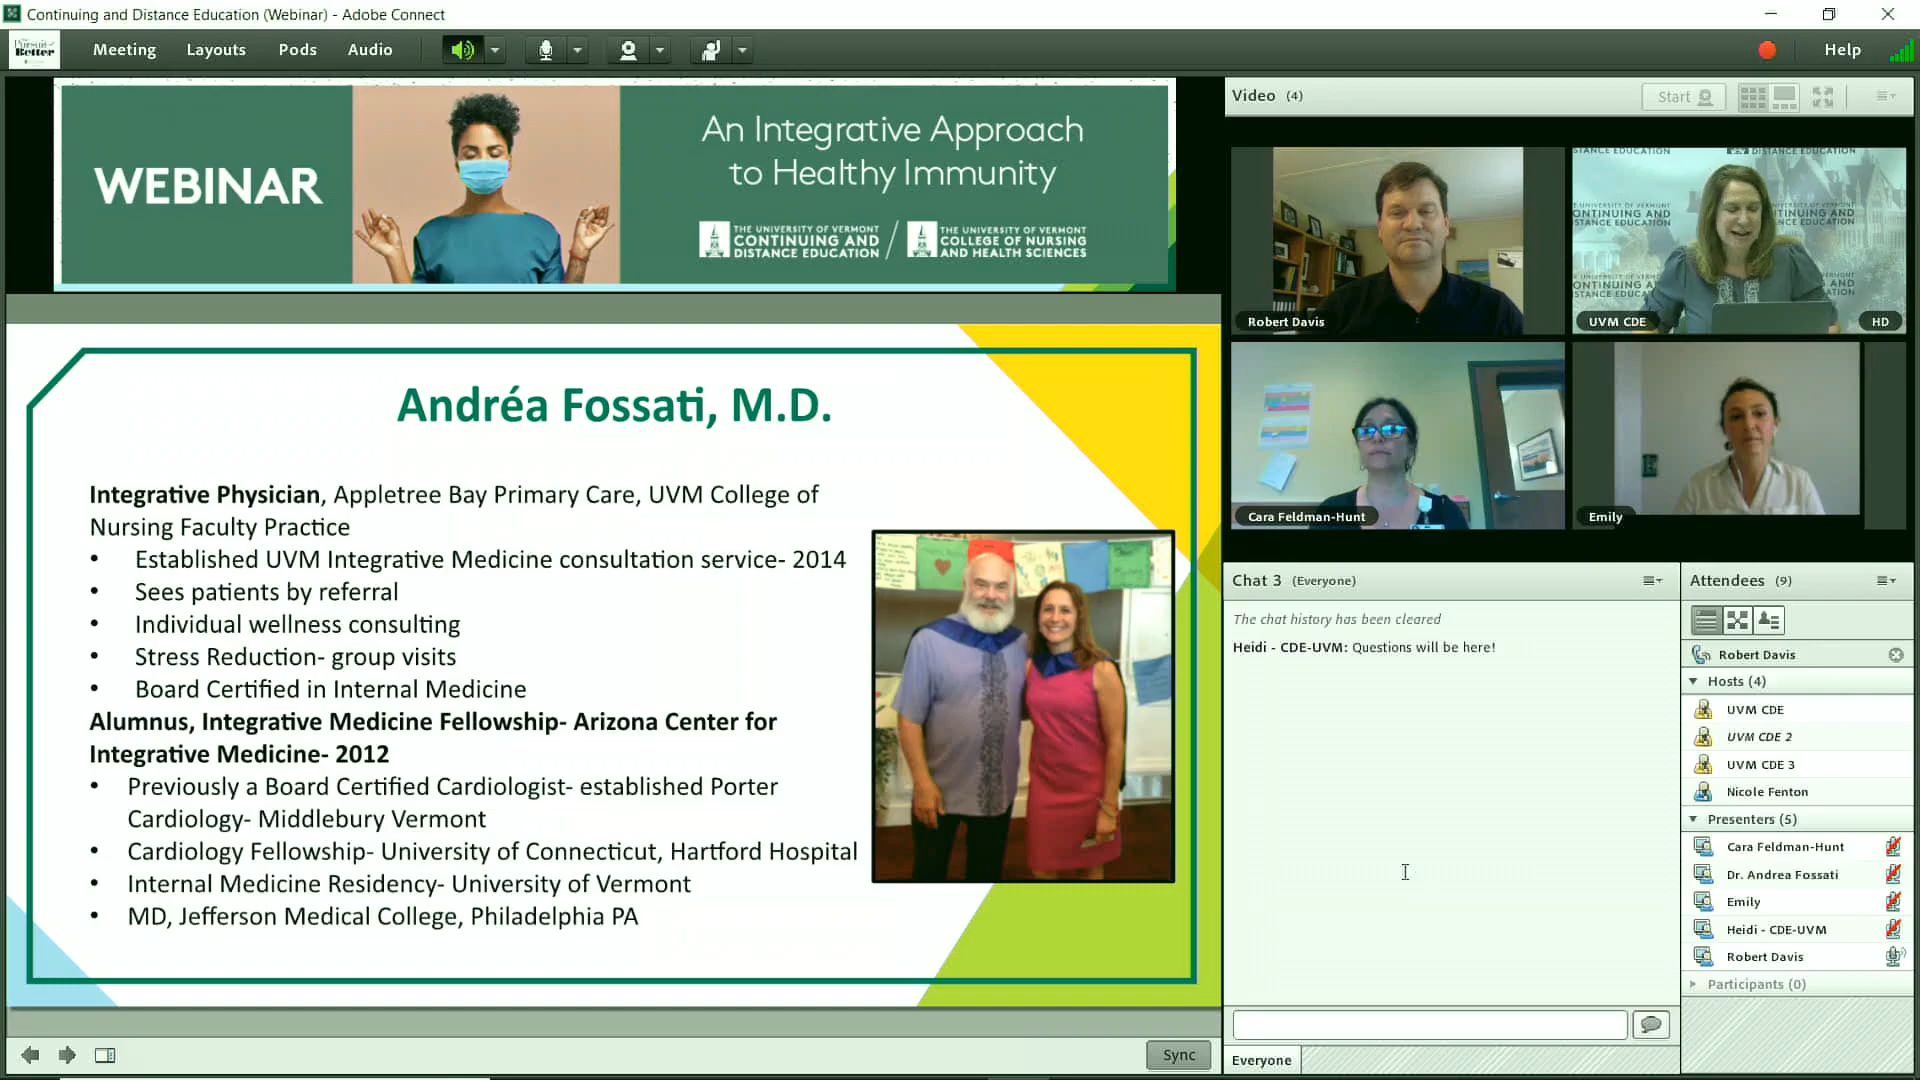 Continuing and Distance Education (Webinar) - Adobe Connect
Pursuit of
Better
Meeting
Layouts
Pods
Audio
Help
WEBINAR
An Integrative Approach
to Healthy Immunity
THE UNIVERSITY OF VERMONT
CONTINUING AND
DISTANCE EDUCATION
THE UNIVERSITY OF VERMONT
COLLEGE OF NURSING
AND HEALTH SCIENCES
Andréa Fossati, M.D.
Integrative Physician, Appletree Bay Primary Care, UVM College of
Nursing Faculty Practice
• Established UVM Integrative Medicine consultation service- 2014
• Sees patients by referral
• Individual wellness consulting
• Stress Reduction- group visits
• Board Certified in Internal Medicine
Alumnus, Integrative Medicine Fellowship- Arizona Center for
Integrative Medicine- 2012
• Previously a Board Certified Cardiologist- established Porter
Cardiology- Middlebury Vermont
• Cardiology Fellowship- University of Connecticut, Hartford Hospital
• Internal Medicine Residency- University of Vermont
• MD, Jefferson Medical College, Philadelphia PA
Sync
Video (4)
Start
Robert Davis
UVM CDE
HD
Cara Feldman-Hunt
Emily
Chat 3 (Everyone)
The chat history has been cleared
Heidi - CDE-UVM: Questions will be here!
Everyone
Attendees (9)
Robert Davis
Hosts (4)
UVM CDE
UVM CDE 2
UVM CDE 3
Nicole Fenton
Presenters (5)
Cara Feldman-Hunt
Dr. Andrea Fossati
Emily
Heidi - CDE-UVM
Robert Davis
Participants (0)